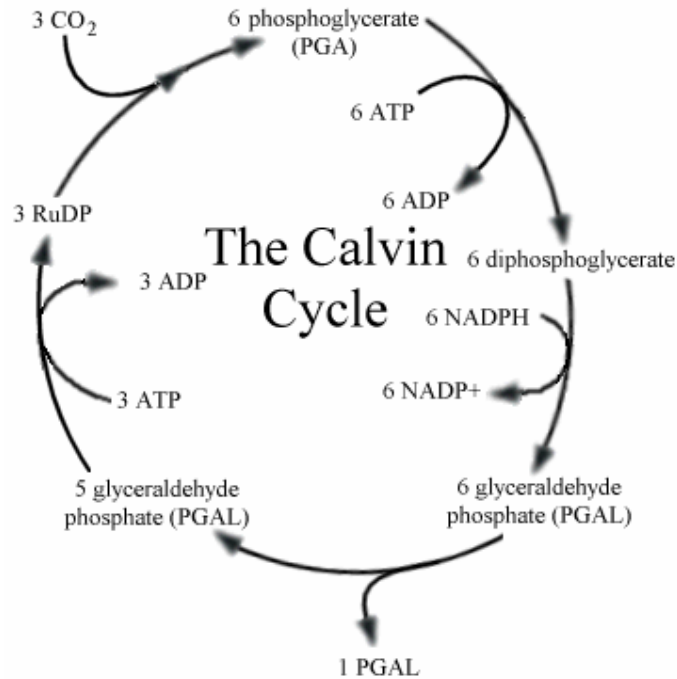 3 CO2
6 phosphoglycerate
(PGA)
6 ATP
6 ADP
3 RuDP
The Calvin
Cycle
6 diphosphoglycerate
3 ADP
6 NADPH
6 NADP+
3 ATP
5 glyceraldehyde
phosphate (PGAL)
6 glyceraldehyde
phosphate (PGAL)
1 PGAL